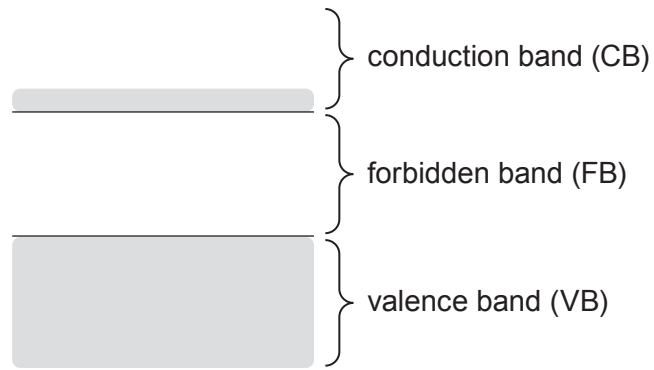 conduction band (CB)
forbidden band (FB)
valence band (VB)